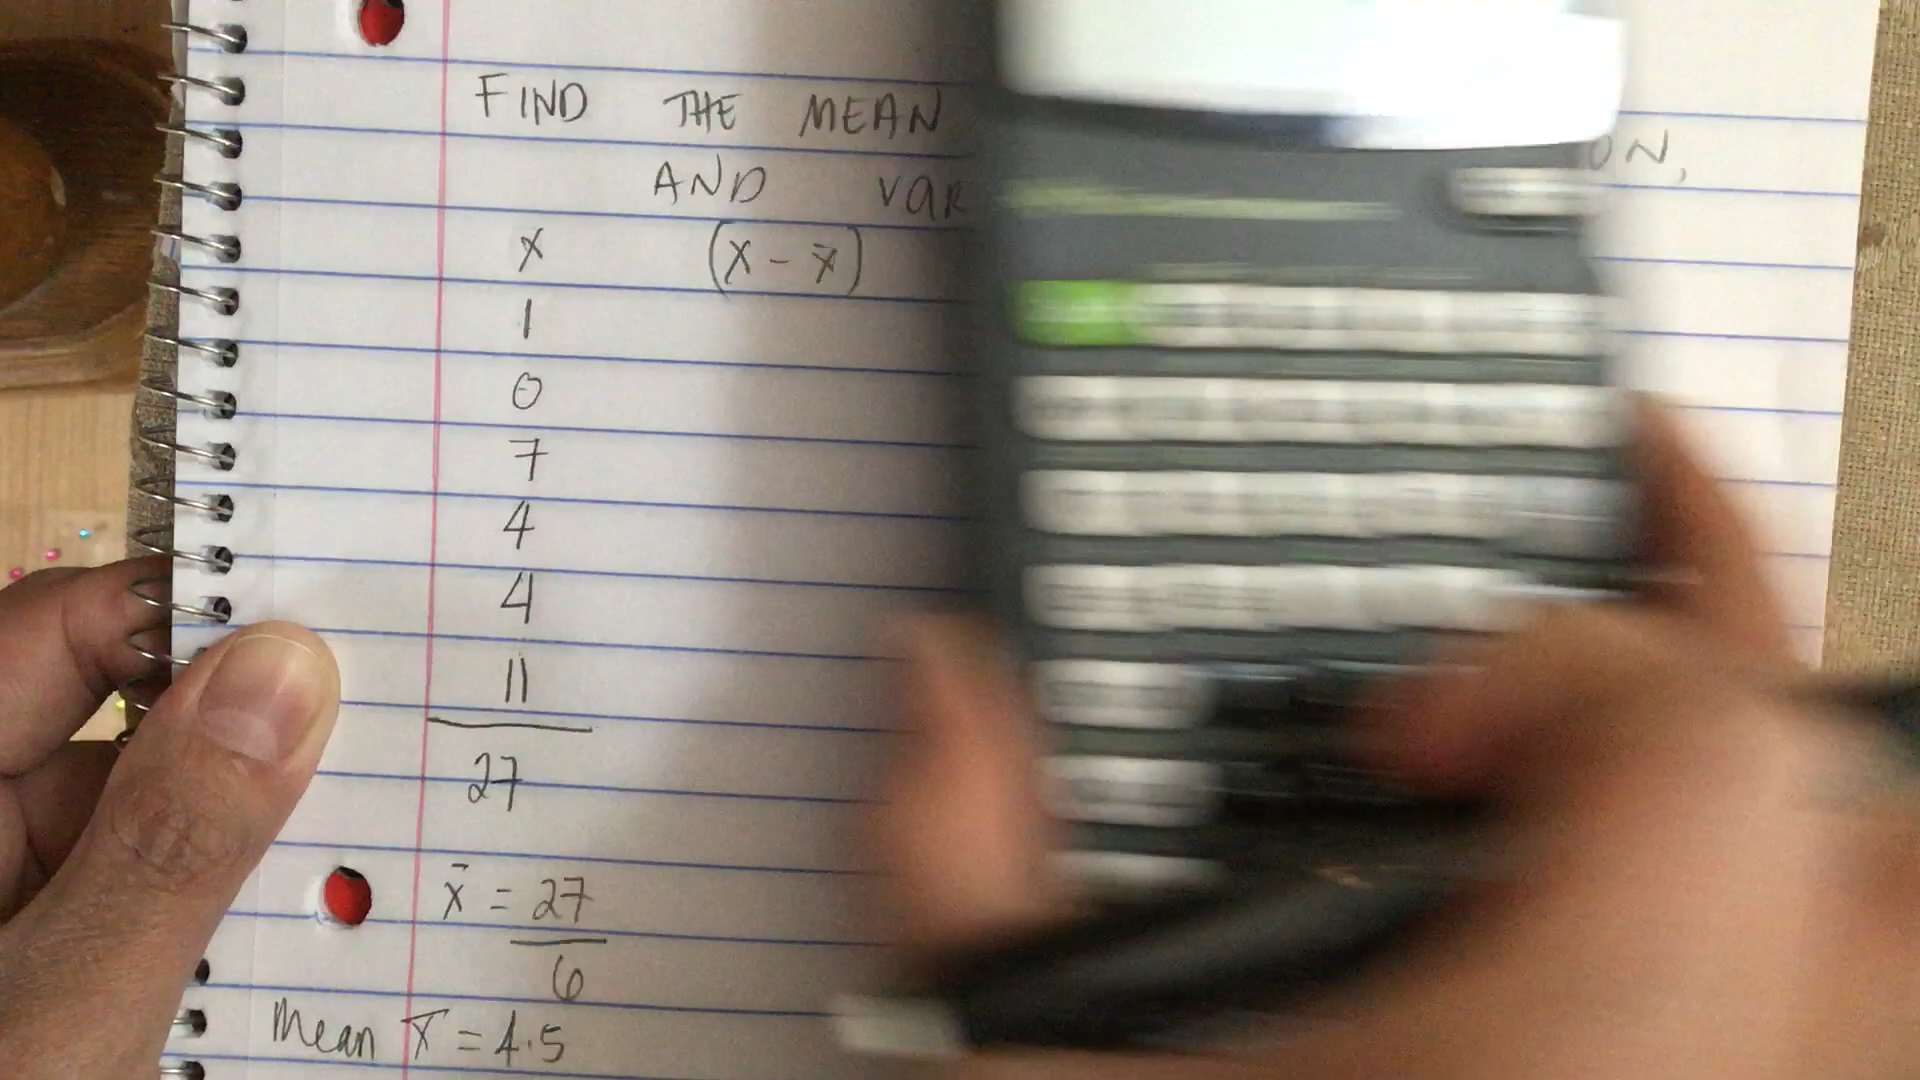 FIND THE MEAN ON,
AND VAR
x (x - x̄)
1
0
7
4
4
11
27
x̄ = 27
6
Mean x̄ = 4.5